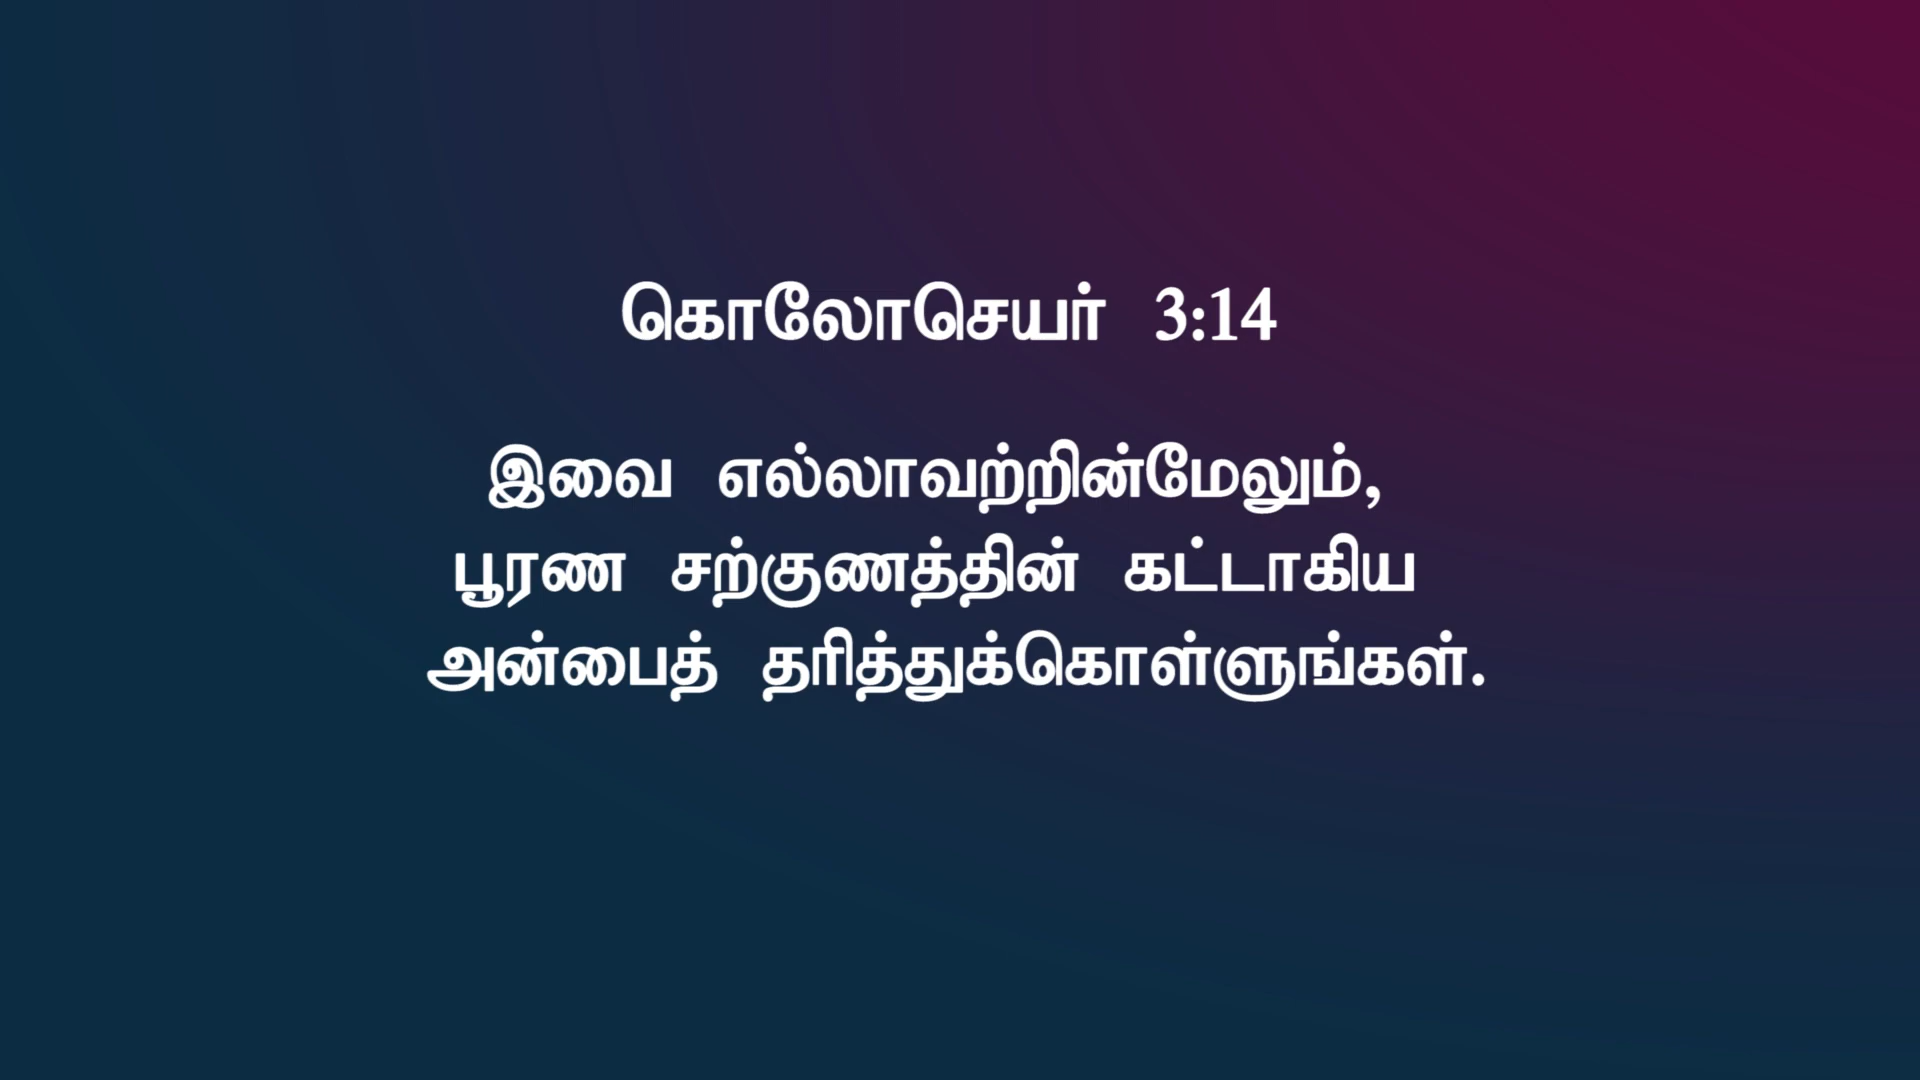 கொலோசெயர் 3:14
இவை எல்லாவற்றின்மேலும்,
பூரண சற்குணத்தின் கட்டாகிய
அன்பைத் தரித்துக்கொள்ளுங்கள்.